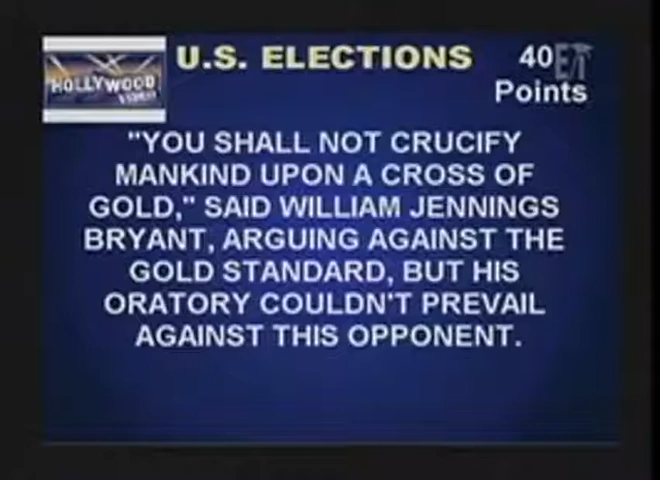 HOLLYWOOD
VIDEO
U.S. ELECTIONS
40
Points
"YOU SHALL NOT CRUCIFY
MANKIND UPON A CROSS OF
GOLD," SAID WILLIAM JENNINGS
BRYANT, ARGUING AGAINST THE
GOLD STANDARD, BUT HIS
ORATORY COULDN'T PREVAIL
AGAINST THIS OPPONENT.